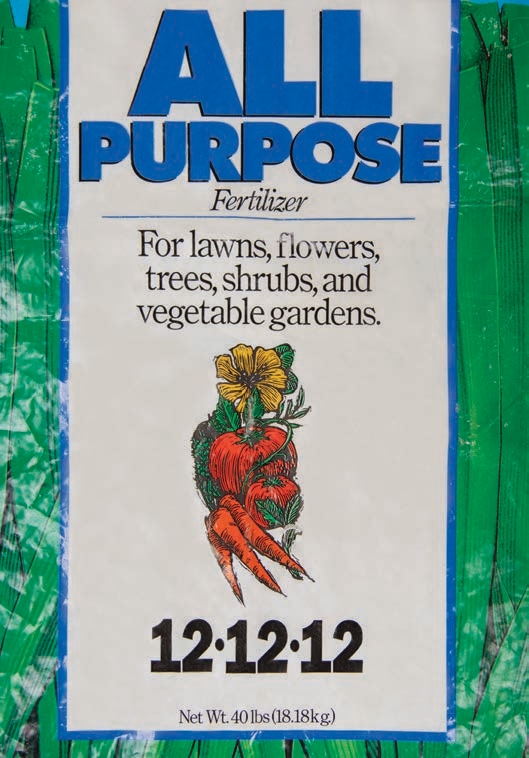 ALL
PURPOSE
Fertilizer
For lawns, flowers,
trees, shrubs, and
vegetable gardens.
12·12·12
Net Wt. 40 lbs (18.18 kg.)